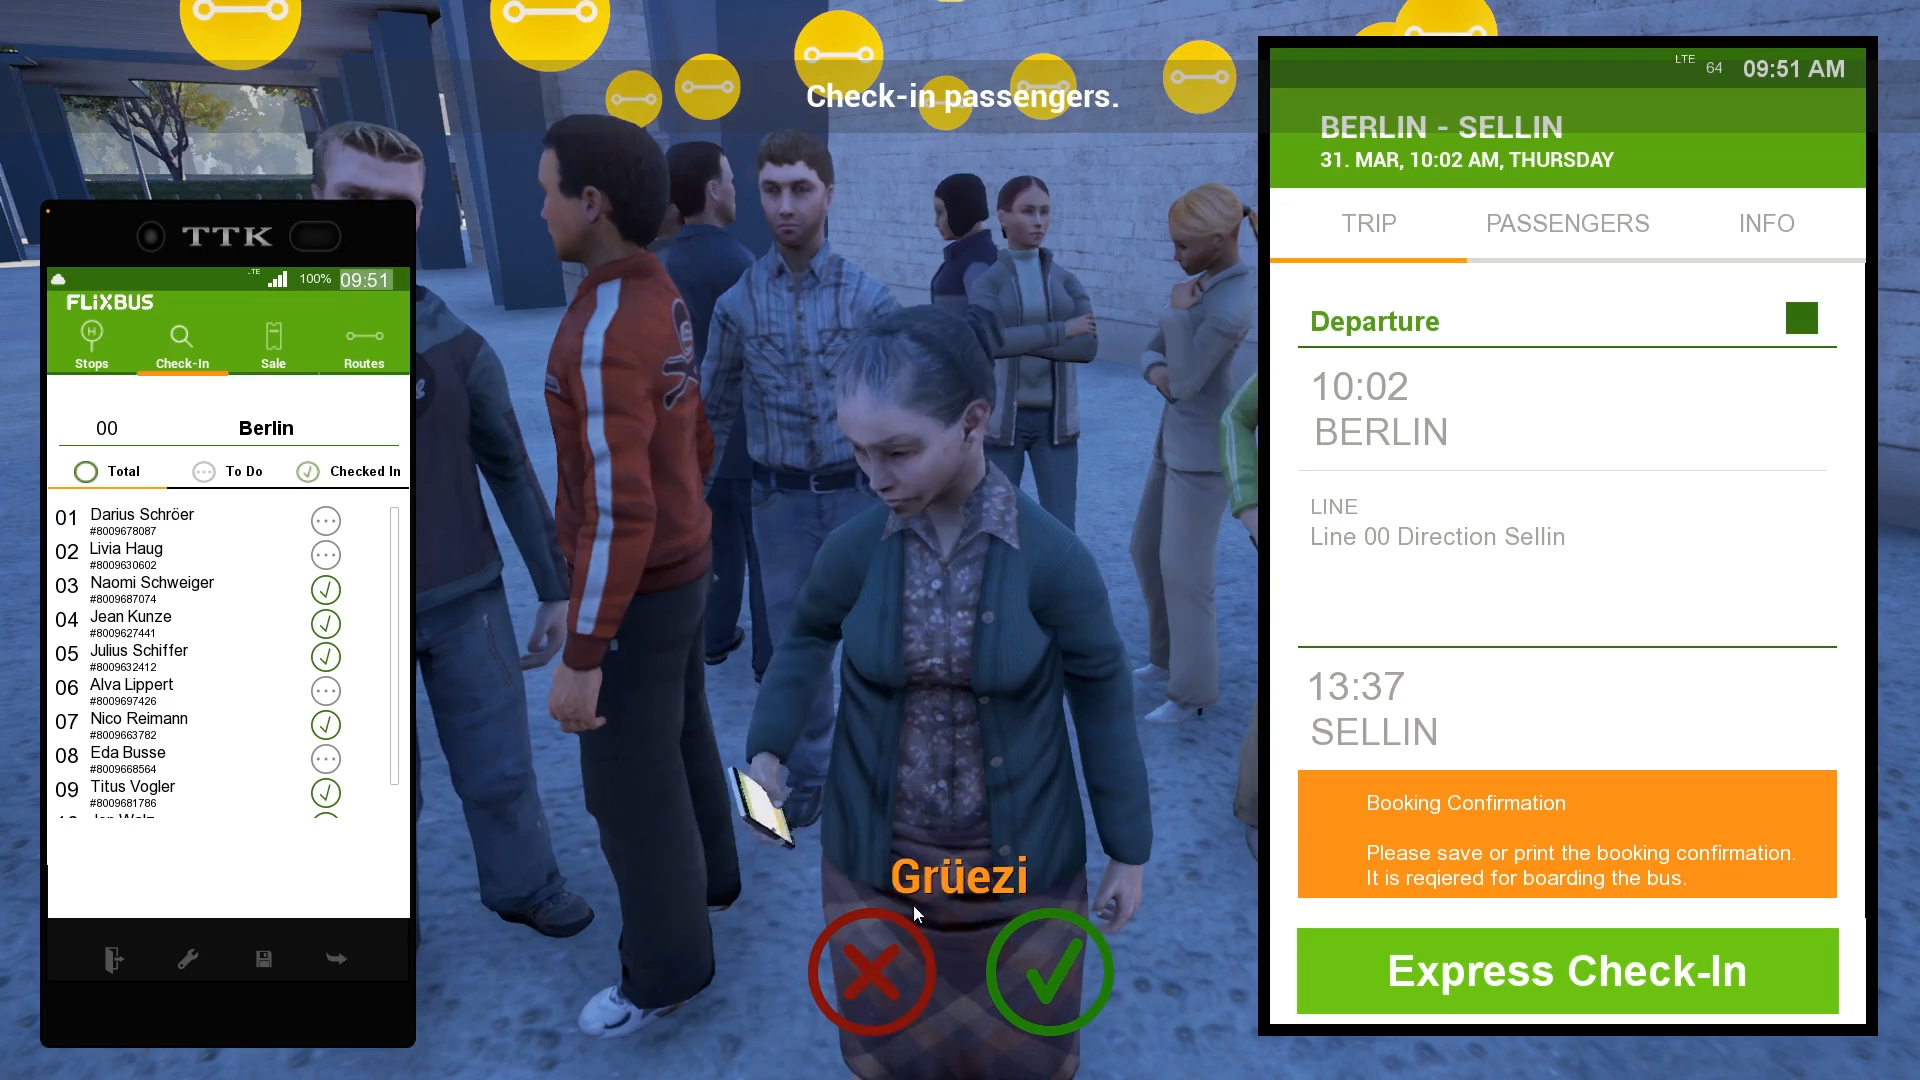 Check-in passengers.
TTK
LTE
100%
09:51
FLiXBUS
H
Stops
Check-In
Sale
Routes
00
Berlin
Total
To Do
Checked In
01
Darius Schröer
#8009678087
02
Livia Haug
#8009630602
03
Naomi Schweiger
#8009687074
04
Jean Kunze
#8009627441
05
Julius Schiffer
#8009632412
06
Alva Lippert
#8009697426
07
Nico Reimann
#8009663782
08
Eda Busse
#8009668564
09
Titus Vogler
#8009681786
Grüezi
LTE
64
09:51 AM
BERLIN - SELLIN
31. MAR, 10:02 AM, THURSDAY
TRIP
PASSENGERS
INFO
Departure
10:02
BERLIN
LINE
Line 00 Direction Sellin
13:37
SELLIN
Booking Confirmation
Please save or print the booking confirmation.
It is reqiered for boarding the bus.
Express Check-In